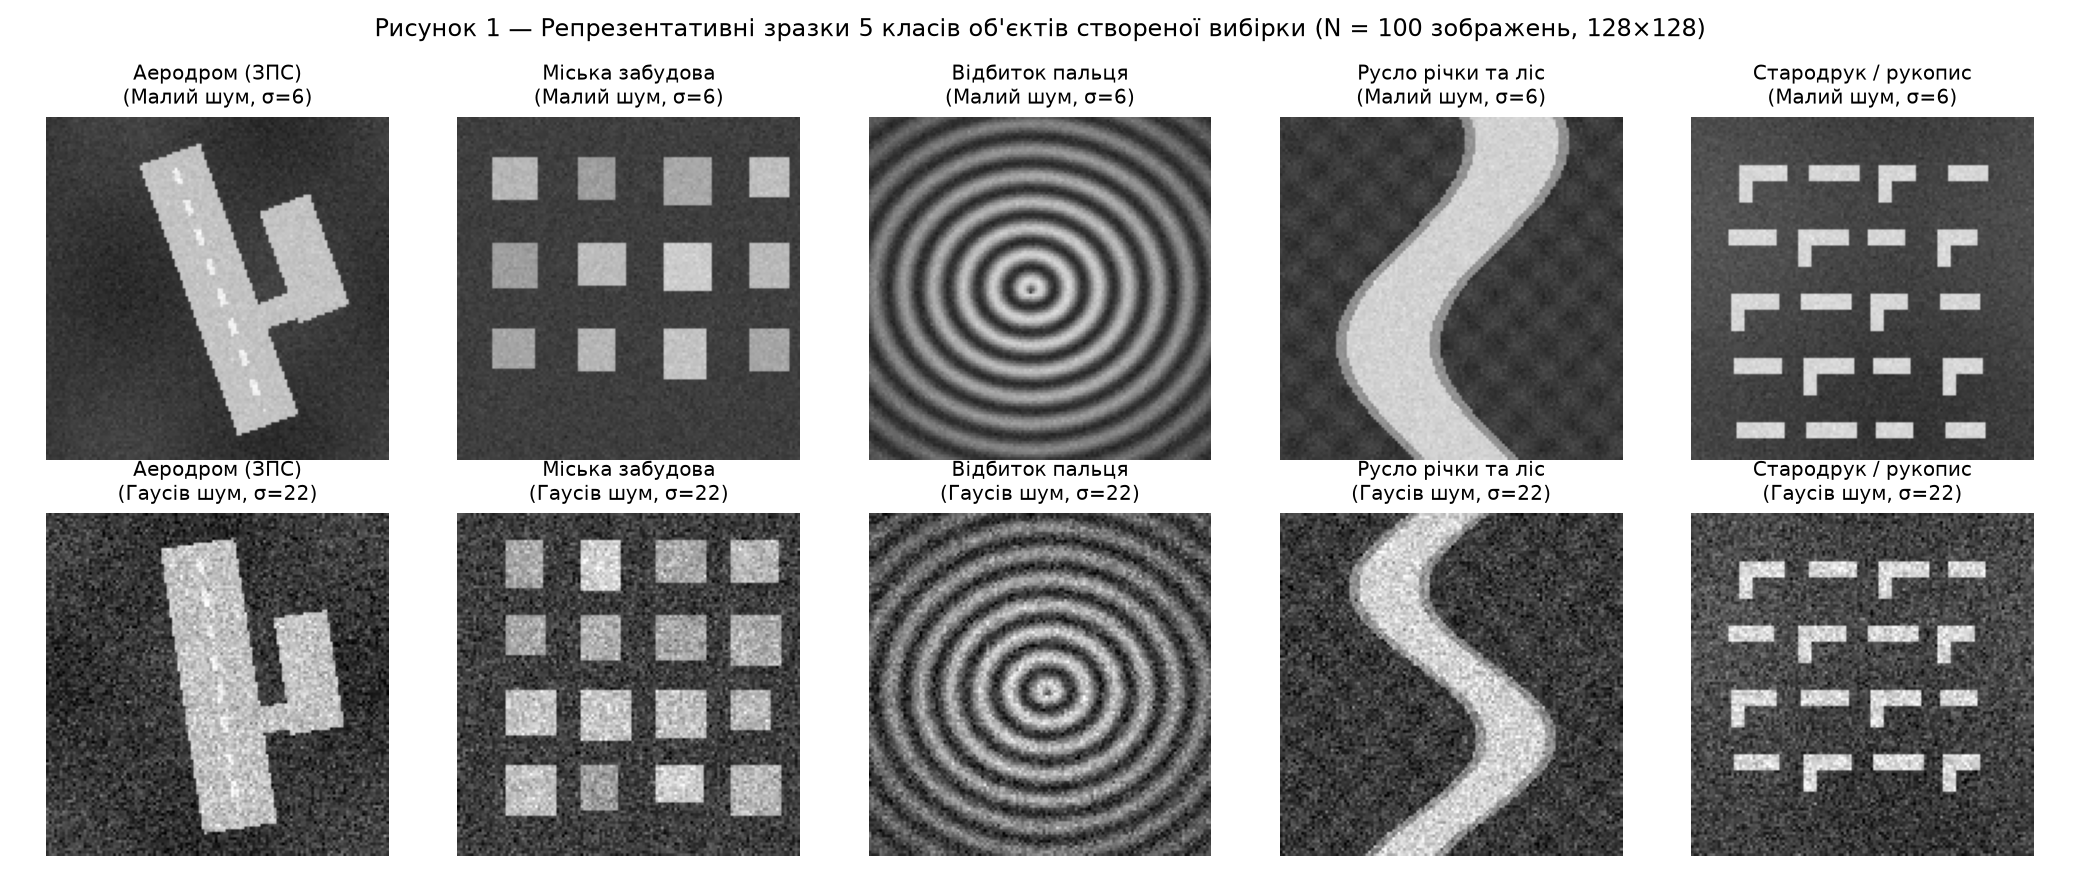 Рисунок 1 — Репрезентативні зразки 5 класів об'єктів створеної вибірки (N = 100 зображень, 128×128)
Аеродром (ЗПС)
(Малий шум, σ=6)
Міська забудова
(Малий шум, σ=6)
Відбиток пальця
(Малий шум, σ=6)
Русло річки та ліс
(Малий шум, σ=6)
Стародрук / рукопис
(Малий шум, σ=6)
Аеродром (ЗПС)
(Гаусів шум, σ=22)
Міська забудова
(Гаусів шум, σ=22)
Відбиток пальця
(Гаусів шум, σ=22)
Русло річки та ліс
(Гаусів шум, σ=22)
Стародрук / рукопис
(Гаусів шум, σ=22)